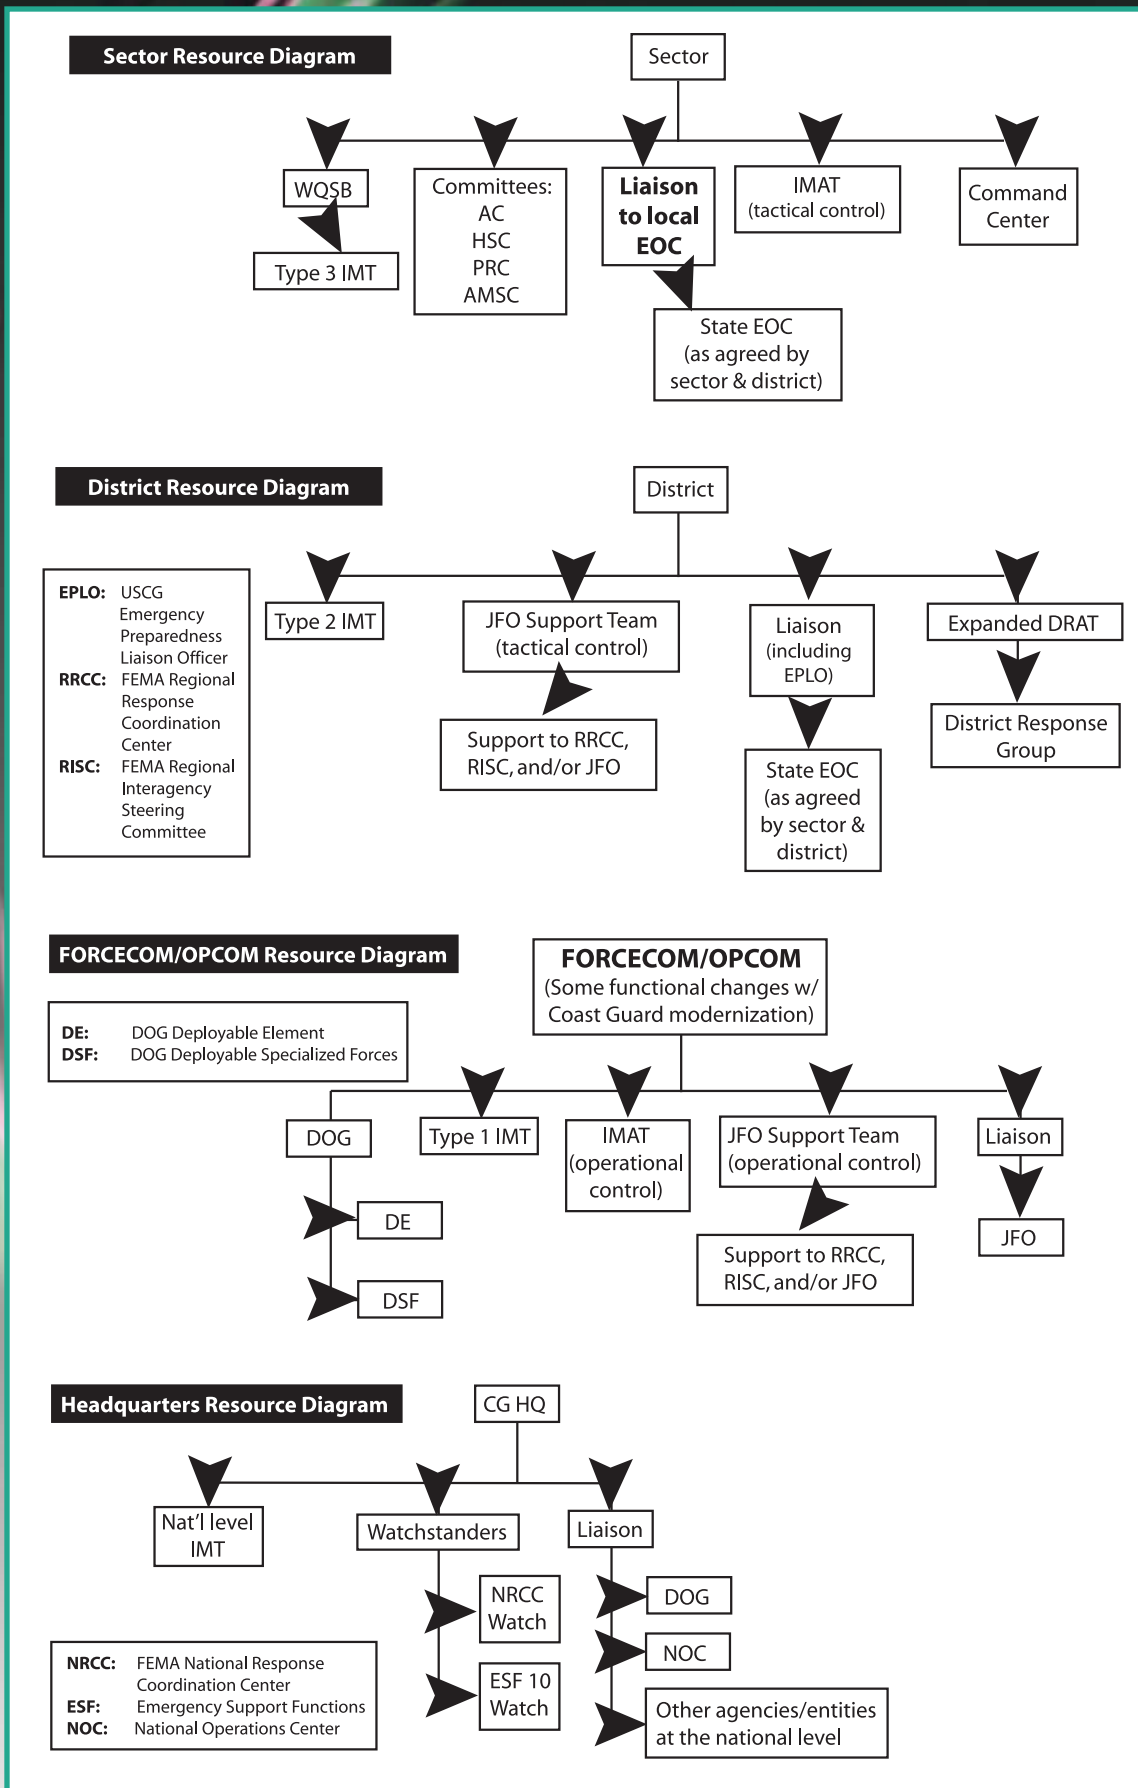 Sector Resource Diagram
Sector
WQSB
Type 3 IMT
Committees:
AC
HSC
PRC
AMSC
Liaison
to local
EOC
State EOC
(as agreed by
sector & district)
IMAT
(tactical control)
Command
Center
District Resource Diagram
District
EPLO: USCG
Emergency
Preparedness
Liaison Officer
RRCC: FEMA Regional
Response
Coordination
Center
RISC: FEMA Regional
Interagency
Steering
Committee
Type 2 IMT
JFO Support Team
(tactical control)
Support to RRCC,
RISC, and/or JFO
Liaison
(including
EPLO)
State EOC
(as agreed
by sector &
district)
Expanded DRAT
District Response
Group
FORCECOM/OPCOM Resource Diagram
FORCECOM/OPCOM
(Some functional changes w/
Coast Guard modernization)
DE: DOG Deployable Element
DSF: DOG Deployable Specialized Forces
DOG
DE
DSF
Type 1 IMT
IMAT
(operational
control)
JFO Support Team
(operational control)
Support to RRCC,
RISC, and/or JFO
Liaison
JFO
Headquarters Resource Diagram
CG HQ
Nat'l level
IMT
Watchstanders
NRCC
Watch
ESF 10
Watch
Liaison
DOG
NOC
Other agencies/entities
at the national level
NRCC: FEMA National Response
Coordination Center
ESF: Emergency Support Functions
NOC: National Operations Center